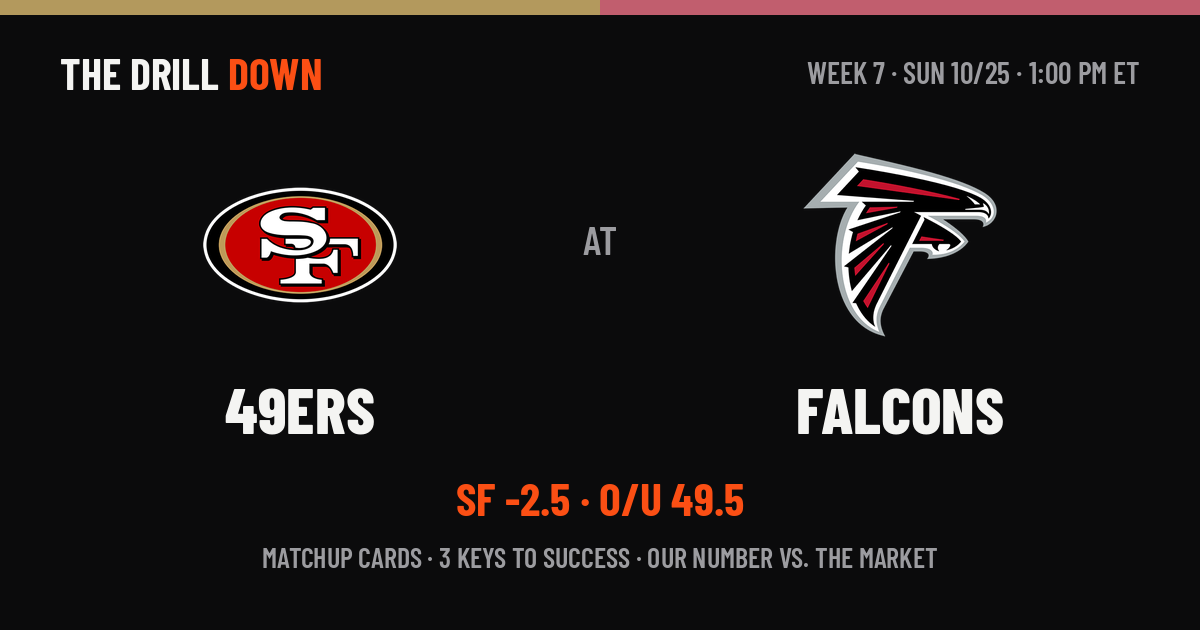 THE DRILL DOWN
WEEK 7 · SUN 10/25 · 1:00 PM ET
SF
AT
49ERS
FALCONS
SF -2.5 · O/U 49.5
MATCHUP CARDS · 3 KEYS TO SUCCESS · OUR NUMBER VS. THE MARKET